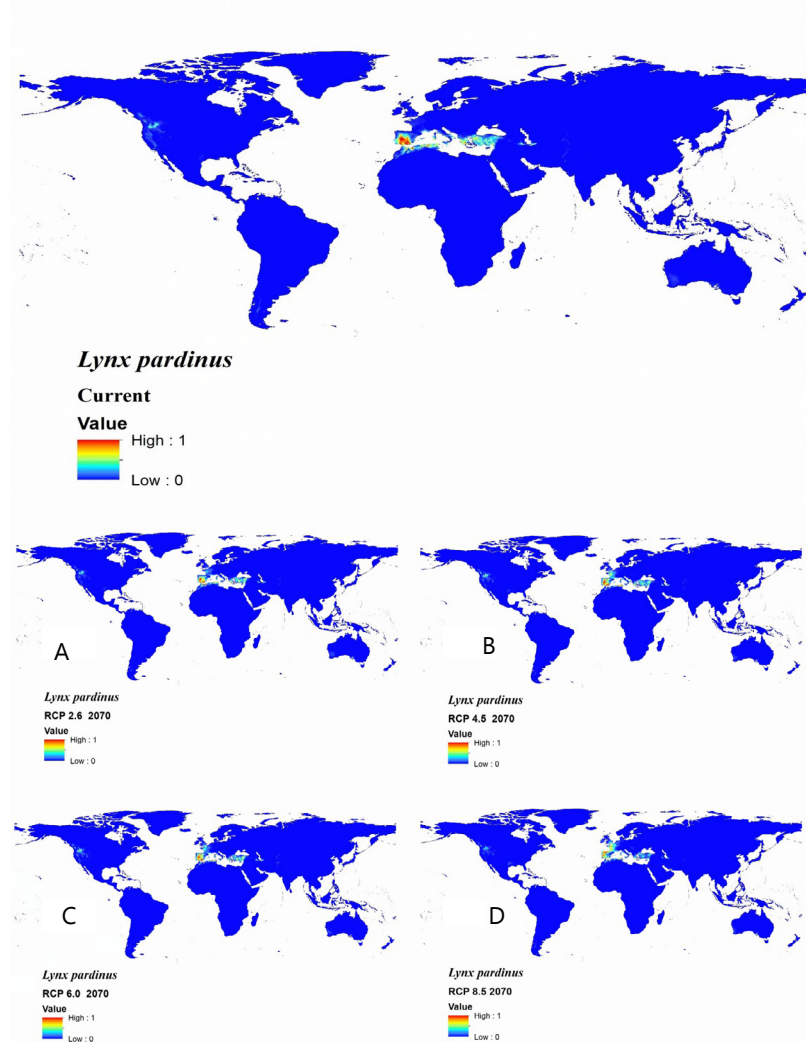 Lynx pardinus
Current
Value
High : 1
Low : 0
A
Lynx pardinus
RCP 2.6 2070
Value
High : 1
Low : 0
B
Lynx pardinus
RCP 4.5 2070
Value
High : 1
Low : 0
C
Lynx pardinus
RCP 6.0 2070
Value
High : 1
Low : 0
D
Lynx pardinus
RCP 8.5 2070
Value
High : 1
Low : 0